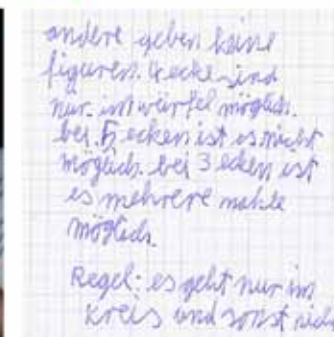 andere geben keine
figuren. 4 ecke sind
nur im würfel möglich.
bei 5 ecken ist es nicht
möglich. bei 3 ecken ist
es mehrere mahle
möglich.
Regel: es geht nur im
kreis und sonst nich